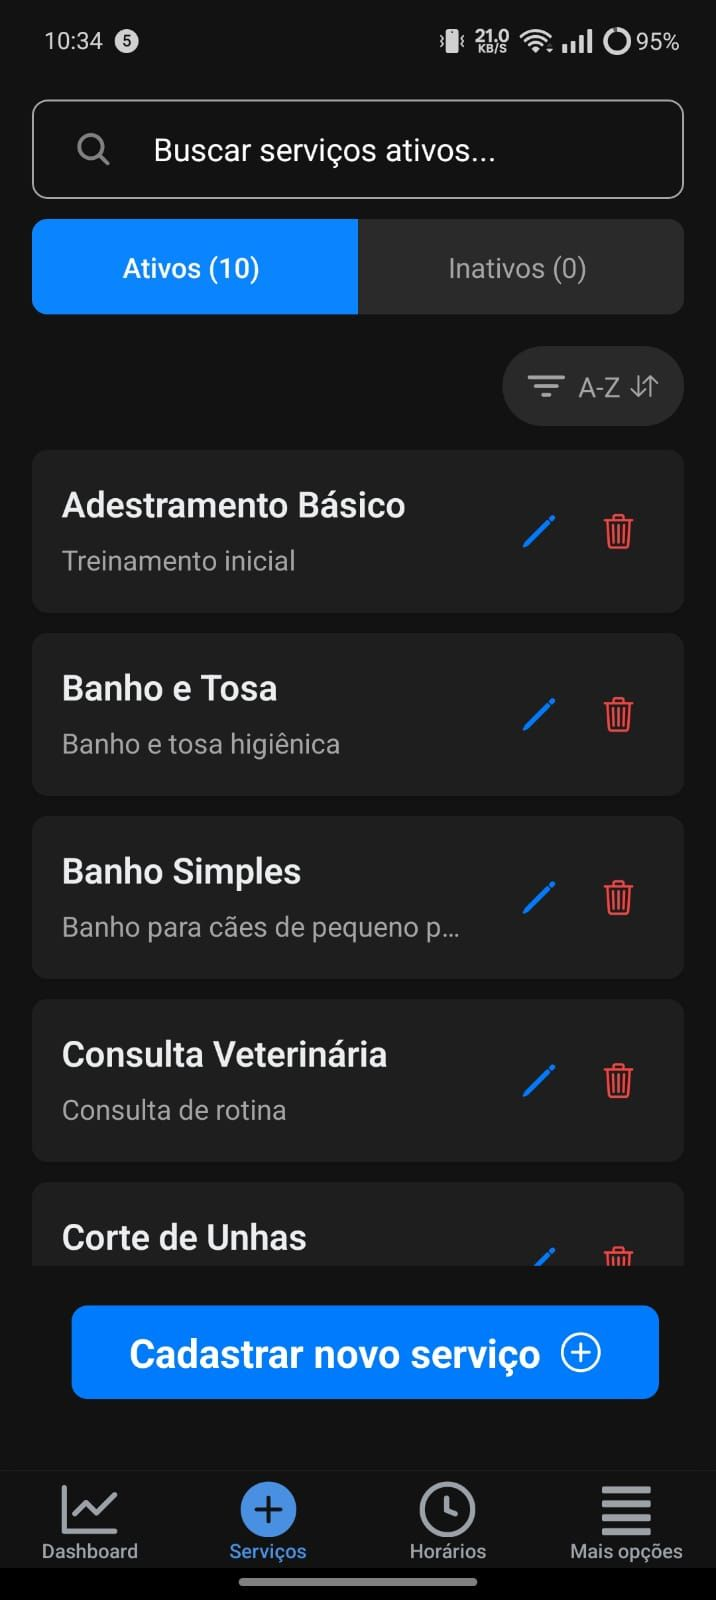 10:34 5 21.0 KB/S 95%
Buscar serviços ativos...
Ativos (10) Inativos (0)
A-Z
Adestramento Básico
Treinamento inicial
Banho e Tosa
Banho e tosa higiênica
Banho Simples
Banho para cães de pequeno p...
Consulta Veterinária
Consulta de rotina
Corte de Unhas
Cadastrar novo serviço
Dashboard Serviços Horários Mais opções